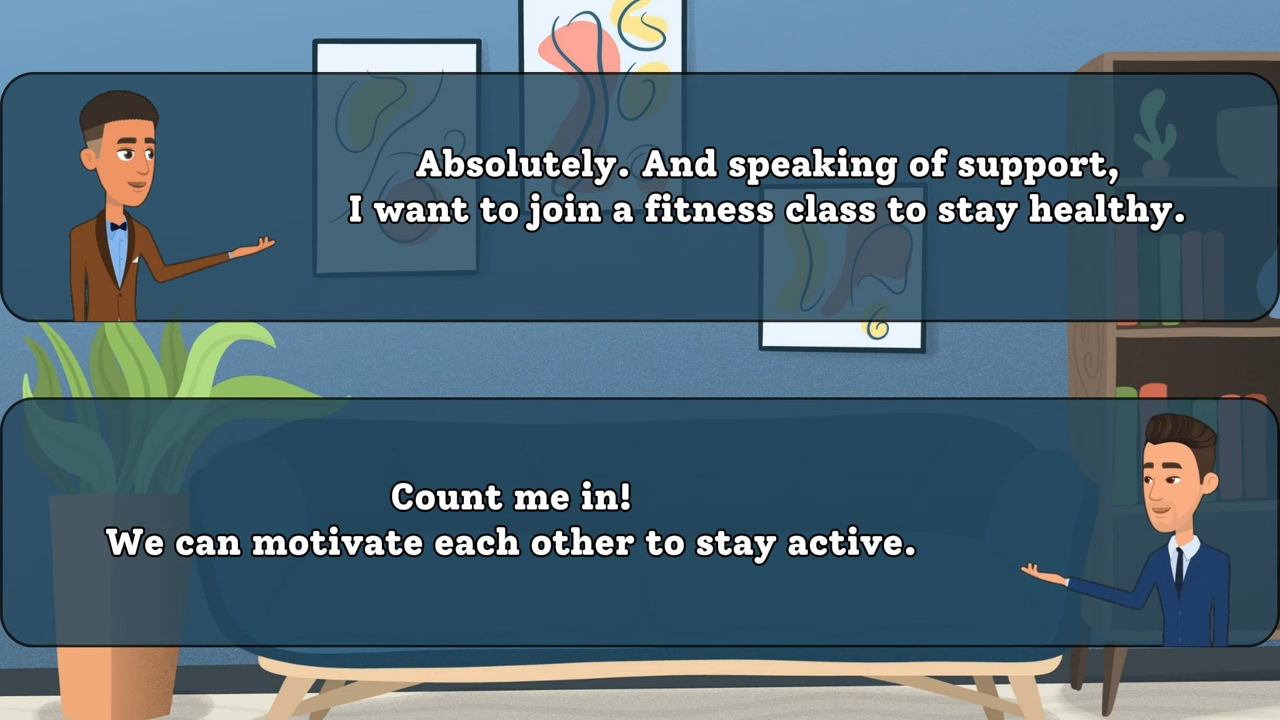 Absolutely. And speaking of support,
I want to join a fitness class to stay healthy.
Count me in!
We can motivate each other to stay active.